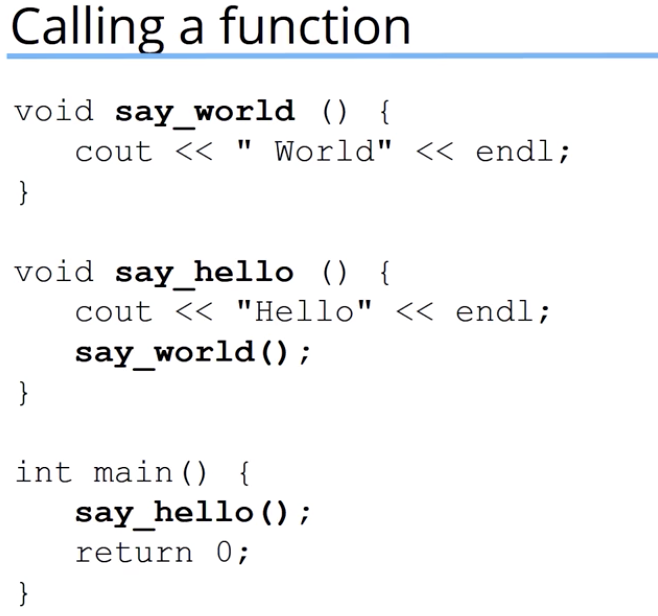 Calling a function
void say_world () {
   cout << " World" << endl;
}
void say_hello () {
   cout << "Hello" << endl;
   say_world();
}
int main() {
   say_hello();
   return 0;
}